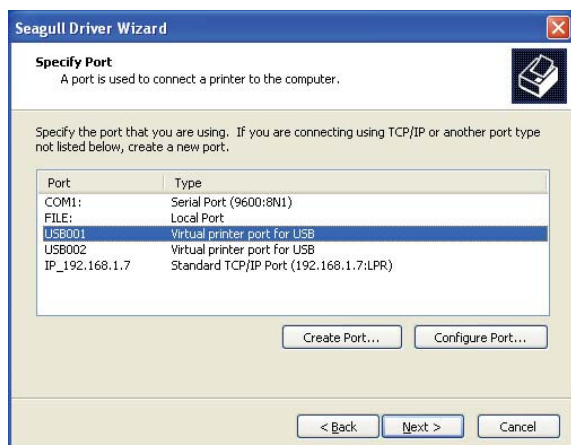 Seagull Driver Wizard
Specify Port
A port is used to connect a printer to the computer.
Specify the port that you are using. If you are connecting using TCP/IP or another port type
not listed below, create a new port.
Port Type
COM1: Serial Port (9600:8N1)
FILE: Local Port
USB001 Virtual printer port for USB
USB002 Virtual printer port for USB
IP_192.168.1.7 Standard TCP/IP Port (192.168.1.7:LPR)
Create Port... Configure Port...
< Back Next > Cancel